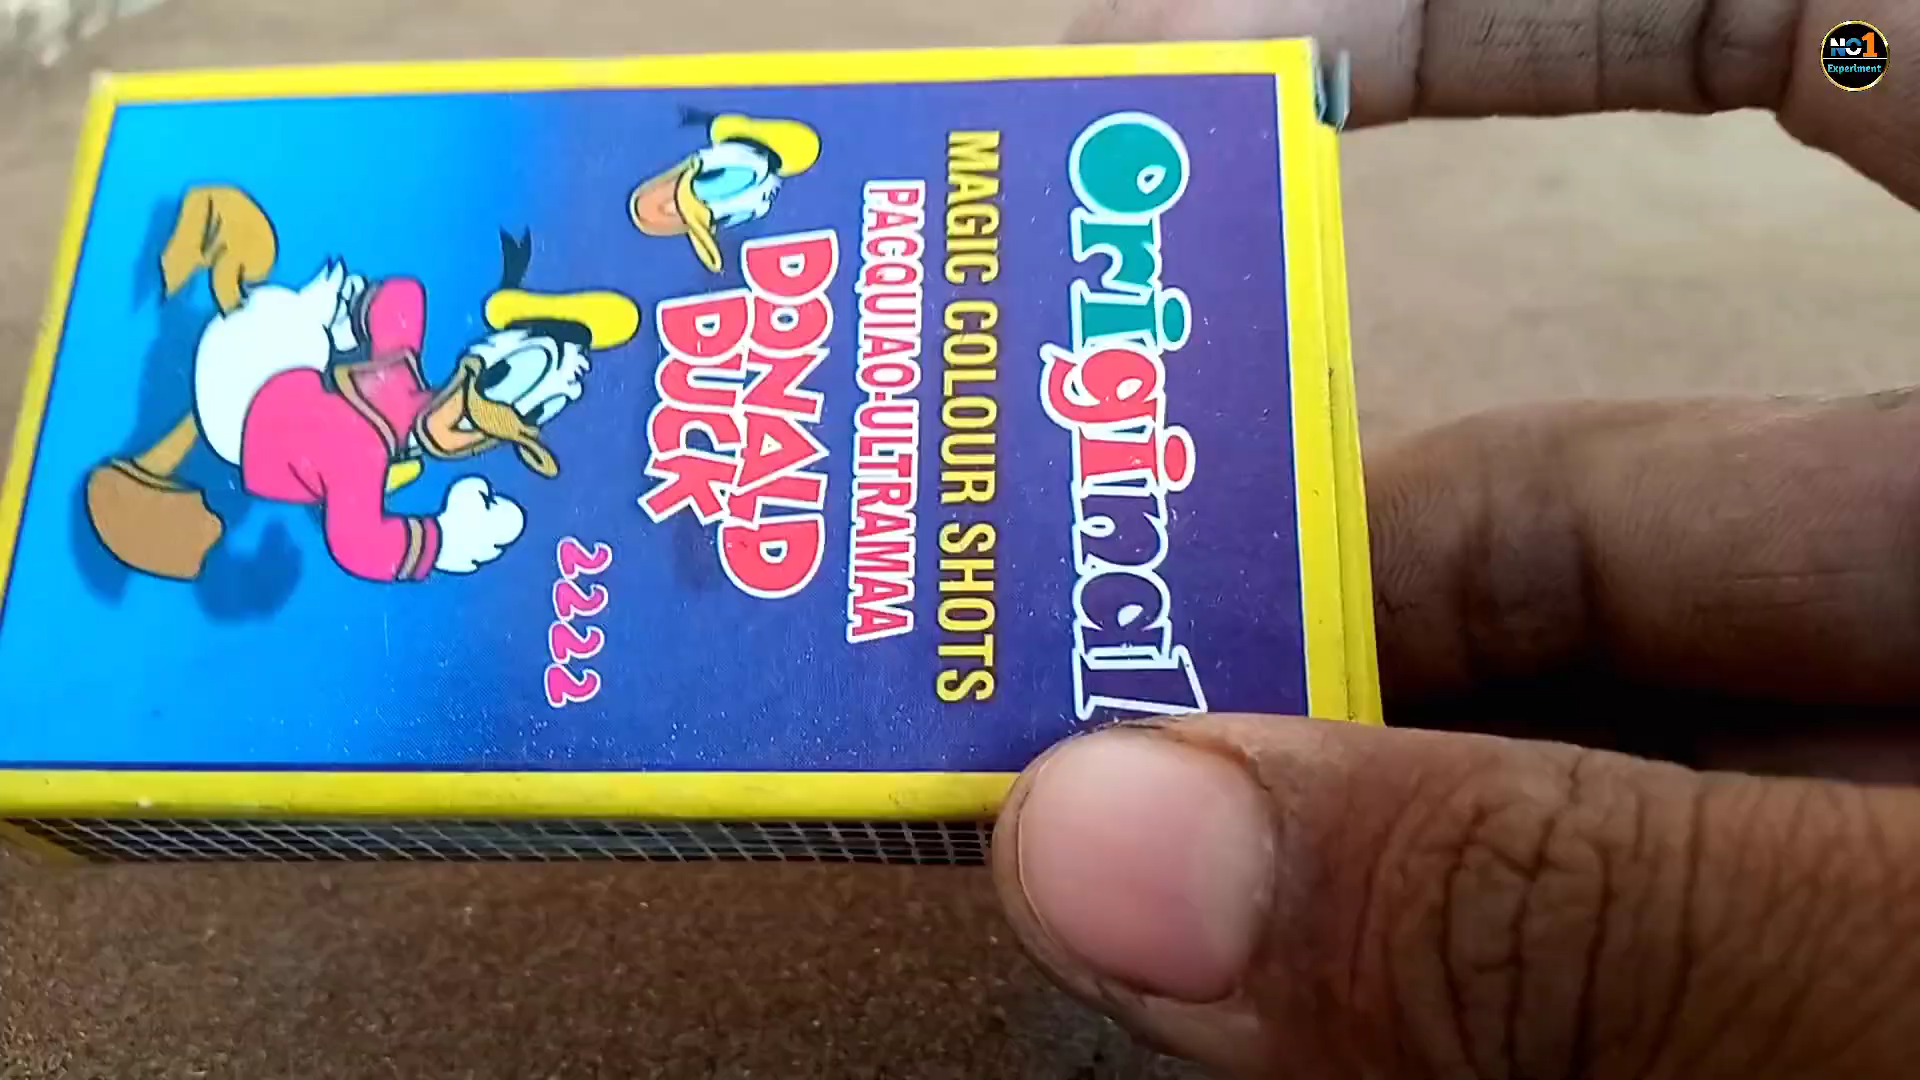 Original
MAGIC COLOUR SHOTS
PACQUIAO-ULTRAMAA
DONALD
DUCK
2222
NO1
Experiment